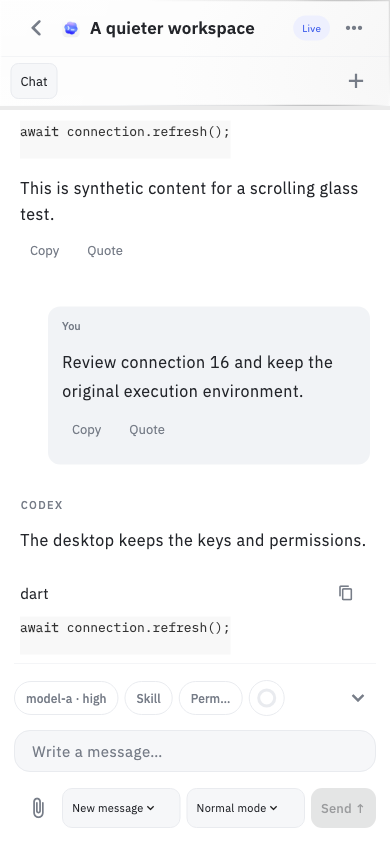 A quieter workspace
Live
Chat
await connection.refresh();
This is synthetic content for a scrolling glass
test.
Copy Quote
You
Review connection 16 and keep the
original execution environment.
Copy Quote
CODEX
The desktop keeps the keys and permissions.
dart
await connection.refresh();
model-a · high Skill Perm...
Write a message...
New message Normal mode Send ↑